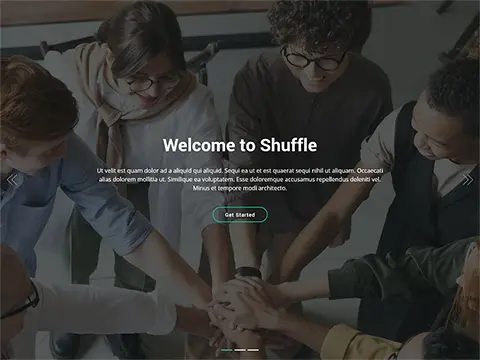 Welcome to Shuffle
Ut velit est quam dolor ad a aliquid qui aliquid. Sequi ea ut et est quaerat sequi nihil ut aliquam. Occaecati
alias dolorem mollitia ut. Similique ea voluptatem. Esse doloremque accusamus repellendus deleniti vel.
Minus et tempore modi architecto.
Get Started